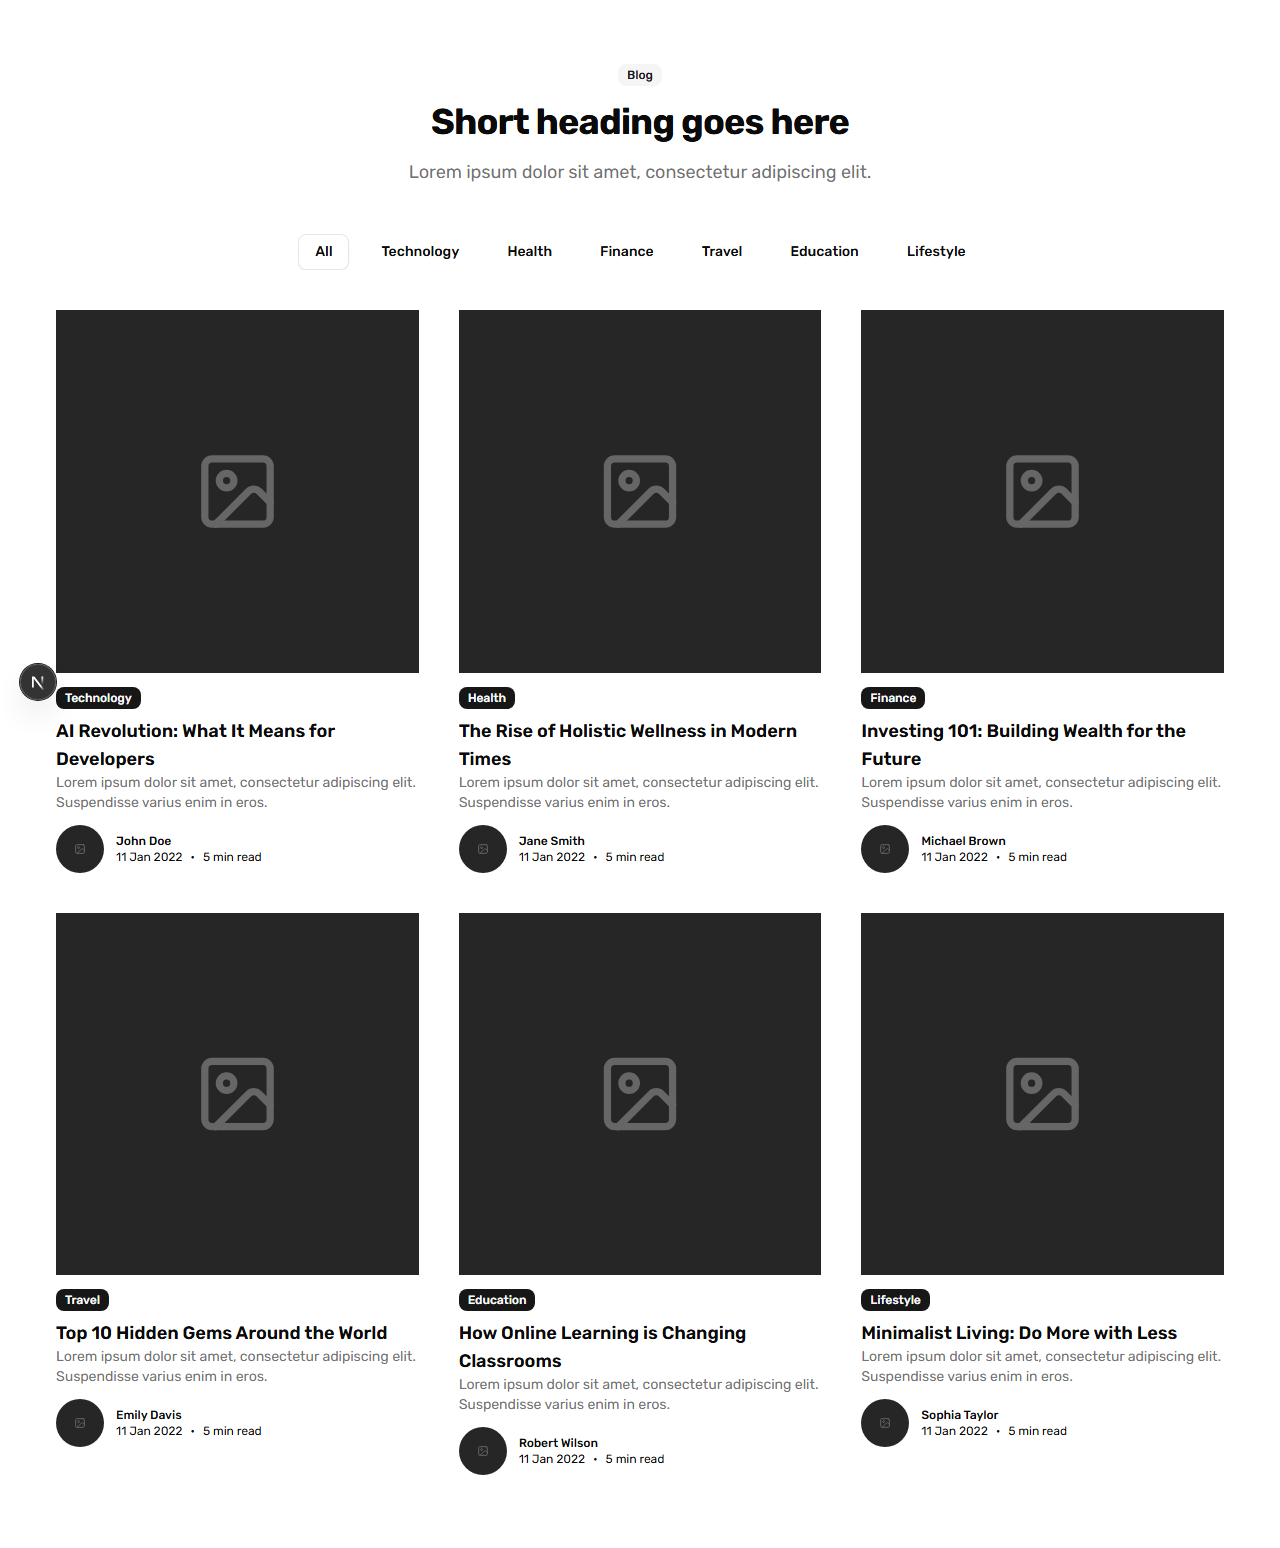 Blog
Short heading goes here
Lorem ipsum dolor sit amet, consectetur adipiscing elit.
All Technology Health Finance Travel Education Lifestyle
N
Technology
AI Revolution: What It Means for
Developers
Lorem ipsum dolor sit amet, consectetur adipiscing elit.
Suspendisse varius enim in eros.
John Doe
11 Jan 2022 • 5 min read
Health
The Rise of Holistic Wellness in Modern
Times
Lorem ipsum dolor sit amet, consectetur adipiscing elit.
Suspendisse varius enim in eros.
Jane Smith
11 Jan 2022 • 5 min read
Finance
Investing 101: Building Wealth for the
Future
Lorem ipsum dolor sit amet, consectetur adipiscing elit.
Suspendisse varius enim in eros.
Michael Brown
11 Jan 2022 • 5 min read
Travel
Top 10 Hidden Gems Around the World
Lorem ipsum dolor sit amet, consectetur adipiscing elit.
Suspendisse varius enim in eros.
Emily Davis
11 Jan 2022 • 5 min read
Education
How Online Learning is Changing
Classrooms
Lorem ipsum dolor sit amet, consectetur adipiscing elit.
Suspendisse varius enim in eros.
Robert Wilson
11 Jan 2022 • 5 min read
Lifestyle
Minimalist Living: Do More with Less
Lorem ipsum dolor sit amet, consectetur adipiscing elit.
Suspendisse varius enim in eros.
Sophia Taylor
11 Jan 2022 • 5 min read